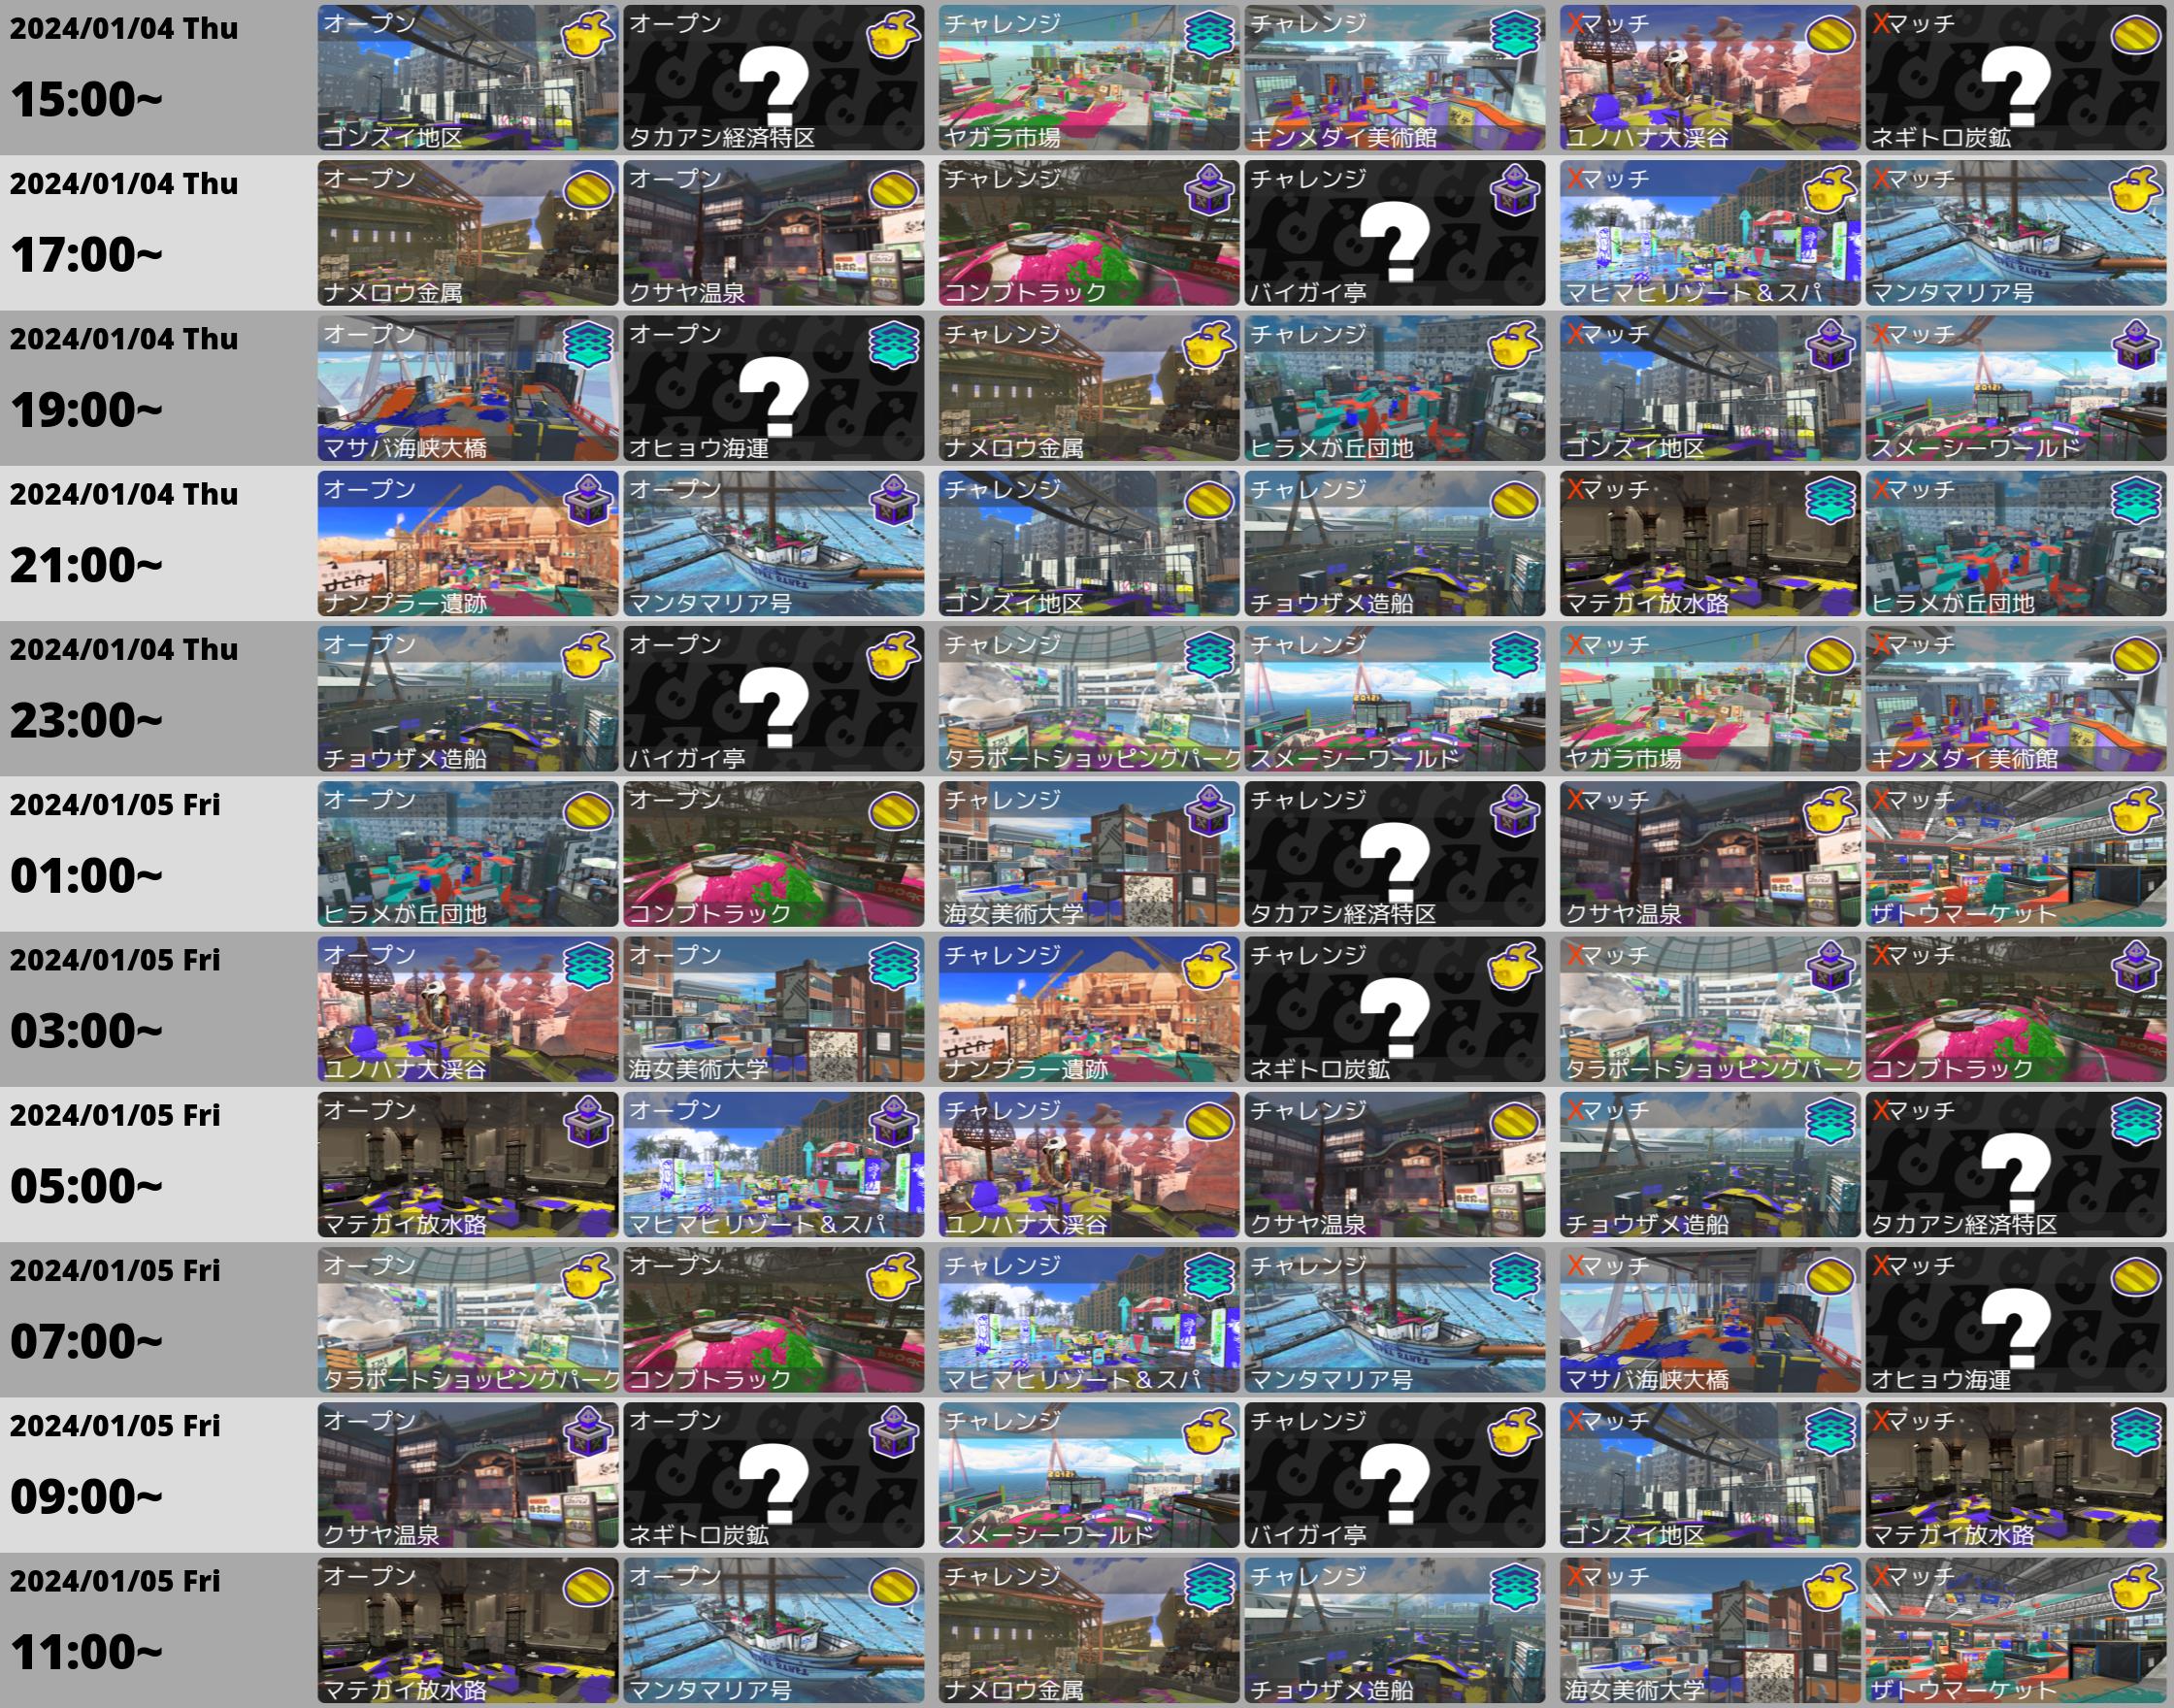 2024/01/04 Thu
15:00~
オープン
ゴンズイ地区
オープン
タカアシ経済特区
チャレンジ
ヤガラ市場
チャレンジ
キンメダイ美術館
Xマッチ
ユノハナ大渓谷
Xマッチ
ネギトロ炭鉱
2024/01/04 Thu
17:00~
オープン
ナメロウ金属
オープン
クサヤ温泉
チャレンジ
コンブトラック
チャレンジ
バイガイ亭
Xマッチ
マヒマヒリゾート＆スパ
Xマッチ
マンタマリア号
2024/01/04 Thu
19:00~
オープン
マサバ海峡大橋
オープン
オヒョウ海運
チャレンジ
ナメロウ金属
チャレンジ
ヒラメが丘団地
Xマッチ
ゴンズイ地区
Xマッチ
スメーシーワールド
2024/01/04 Thu
21:00~
オープン
ナンプラー遺跡
オープン
マンタマリア号
チャレンジ
ゴンズイ地区
チャレンジ
チョウザメ造船
Xマッチ
マテガイ放水路
Xマッチ
ヒラメが丘団地
2024/01/04 Thu
23:00~
オープン
チョウザメ造船
オープン
バイガイ亭
チャレンジ
タラポートショッピングパーク
チャレンジ
スメーシーワールド
Xマッチ
ヤガラ市場
Xマッチ
キンメダイ美術館
2024/01/05 Fri
01:00~
オープン
ヒラメが丘団地
オープン
コンブトラック
チャレンジ
海女美術大学
チャレンジ
タカアシ経済特区
Xマッチ
クサヤ温泉
Xマッチ
ザトウマーケット
2024/01/05 Fri
03:00~
オープン
ユノハナ大渓谷
オープン
海女美術大学
チャレンジ
ナンプラー遺跡
チャレンジ
ネギトロ炭鉱
Xマッチ
タラポートショッピングパーク
Xマッチ
コンブトラック
2024/01/05 Fri
05:00~
オープン
マテガイ放水路
オープン
マヒマヒリゾート＆スパ
チャレンジ
ユノハナ大渓谷
チャレンジ
クサヤ温泉
Xマッチ
チョウザメ造船
Xマッチ
タカアシ経済特区
2024/01/05 Fri
07:00~
オープン
タラポートショッピングパーク
オープン
コンブトラック
チャレンジ
マヒマヒリゾート＆スパ
チャレンジ
マンタマリア号
Xマッチ
マサバ海峡大橋
Xマッチ
オヒョウ海運
2024/01/05 Fri
09:00~
オープン
クサヤ温泉
オープン
ネギトロ炭鉱
チャレンジ
スメーシーワールド
チャレンジ
バイガイ亭
Xマッチ
ゴンズイ地区
Xマッチ
マテガイ放水路
2024/01/05 Fri
11:00~
オープン
マテガイ放水路
オープン
マンタマリア号
チャレンジ
ナメロウ金属
チャレンジ
チョウザメ造船
Xマッチ
海女美術大学
Xマッチ
ザトウマーケット